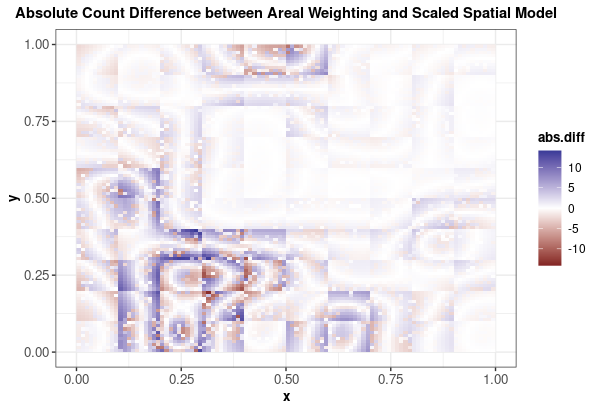 Absolute Count Difference between Areal Weighting and Scaled Spatial Model
1.00
0.75
0.50
0.25
0.00
y
0.00 0.25 0.50 0.75 1.00
x
abs.diff
10
5
0
-5
-10